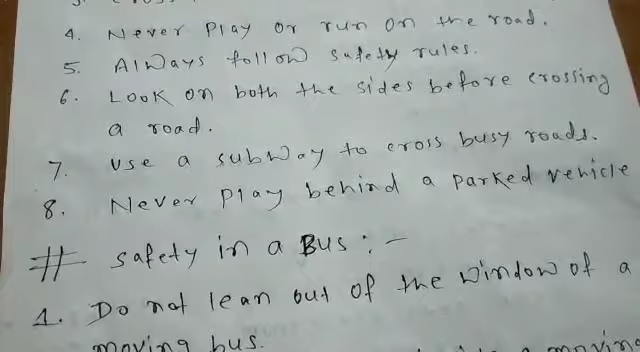 4. Never Play or run on the road.
5. Always follow safety rules.
6. Look on both the sides before crossing
a road.
7. Use a subway to cross busy roads.
8. Never play behind a parked vehicle
# Safety in a Bus :-
1. Do not lean out of the window of a
moving bus.
a moving